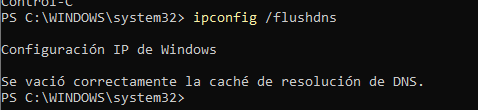 Control-C
PS C:\WINDOWS\system32> ipconfig /flushdns
Configuración IP de Windows
Se vació correctamente la caché de resolución de DNS.
PS C:\WINDOWS\system32>